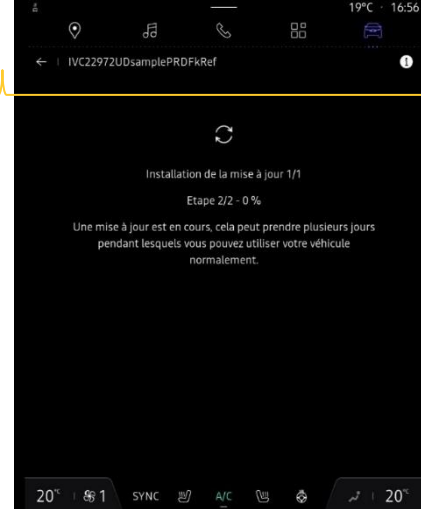 19°C · 16:56
IVC22972UDsamplePRDFkRef
Installation de la mise à jour 1/1
Etape 2/2 - 0 %
Une mise à jour est en cours, cela peut prendre plusieurs jours
pendant lesquels vous pouvez utiliser votre véhicule
normalement.
20°C 1 SYNC A/C 20°C